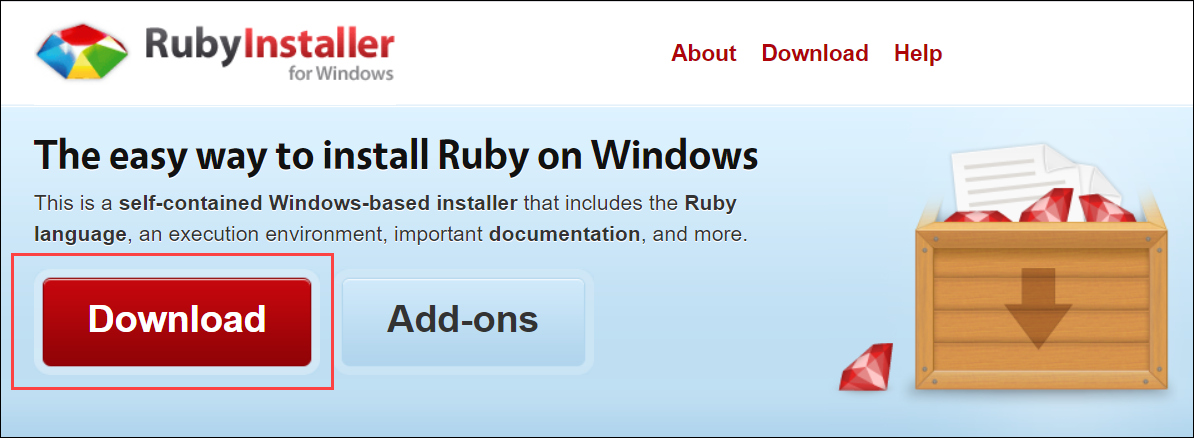 RubyInstaller
for Windows
About Download Help
The easy way to install Ruby on Windows
This is a self-contained Windows-based installer that includes the Ruby
language, an execution environment, important documentation, and more.
Download Add-ons